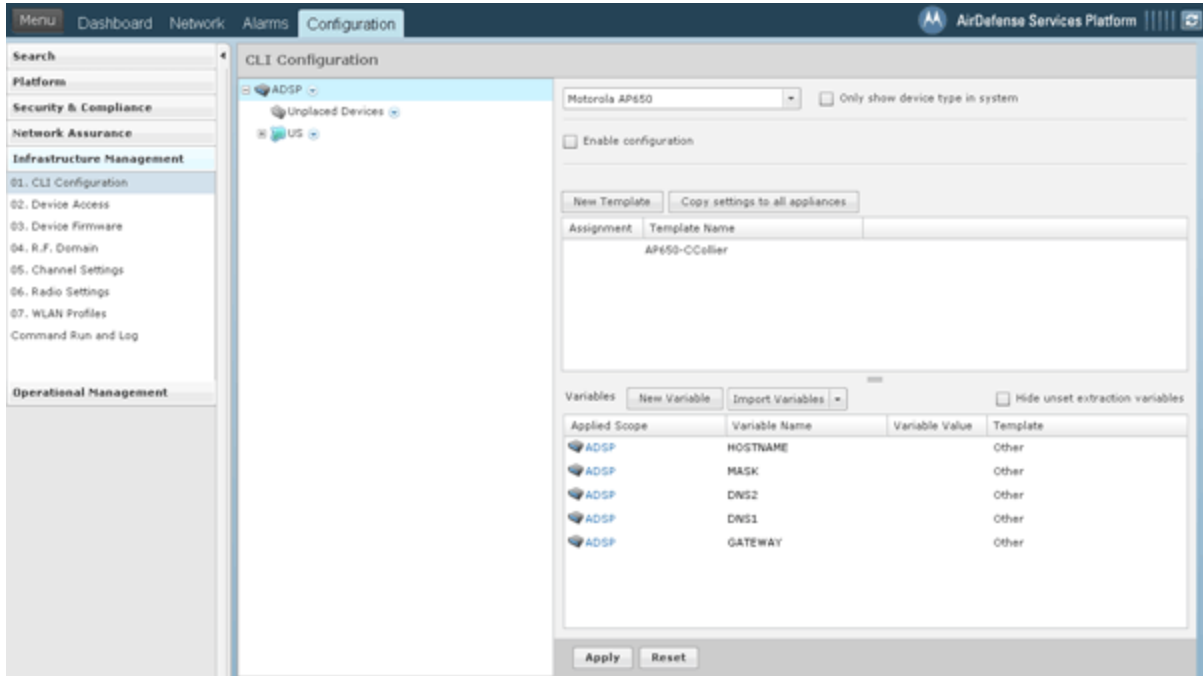 Menu Dashboard Network Alarms Configuration AirDefense Services Platform
Search
Platform
Security & Compliance
Network Assurance
Infrastructure Management
01. CLI Configuration
02. Device Access
03. Device Firmware
04. R.F. Domain
05. Channel Settings
06. Radio Settings
07. WLAN Profiles
Command Run and Log
Operational Management
CLI Configuration
ADSP
Unplaced Devices
US
Motorola AP650 Only show device type in system
Enable configuration
New Template Copy settings to all appliances
Assignment Template Name
AP650-CCollier
Variables New Variable Import Variables Hide unset extraction variables
Applied Scope Variable Name Variable Value Template
ADSP HOSTNAME Other
ADSP MASK Other
ADSP DNS2 Other
ADSP DNS1 Other
ADSP GATEWAY Other
Apply Reset